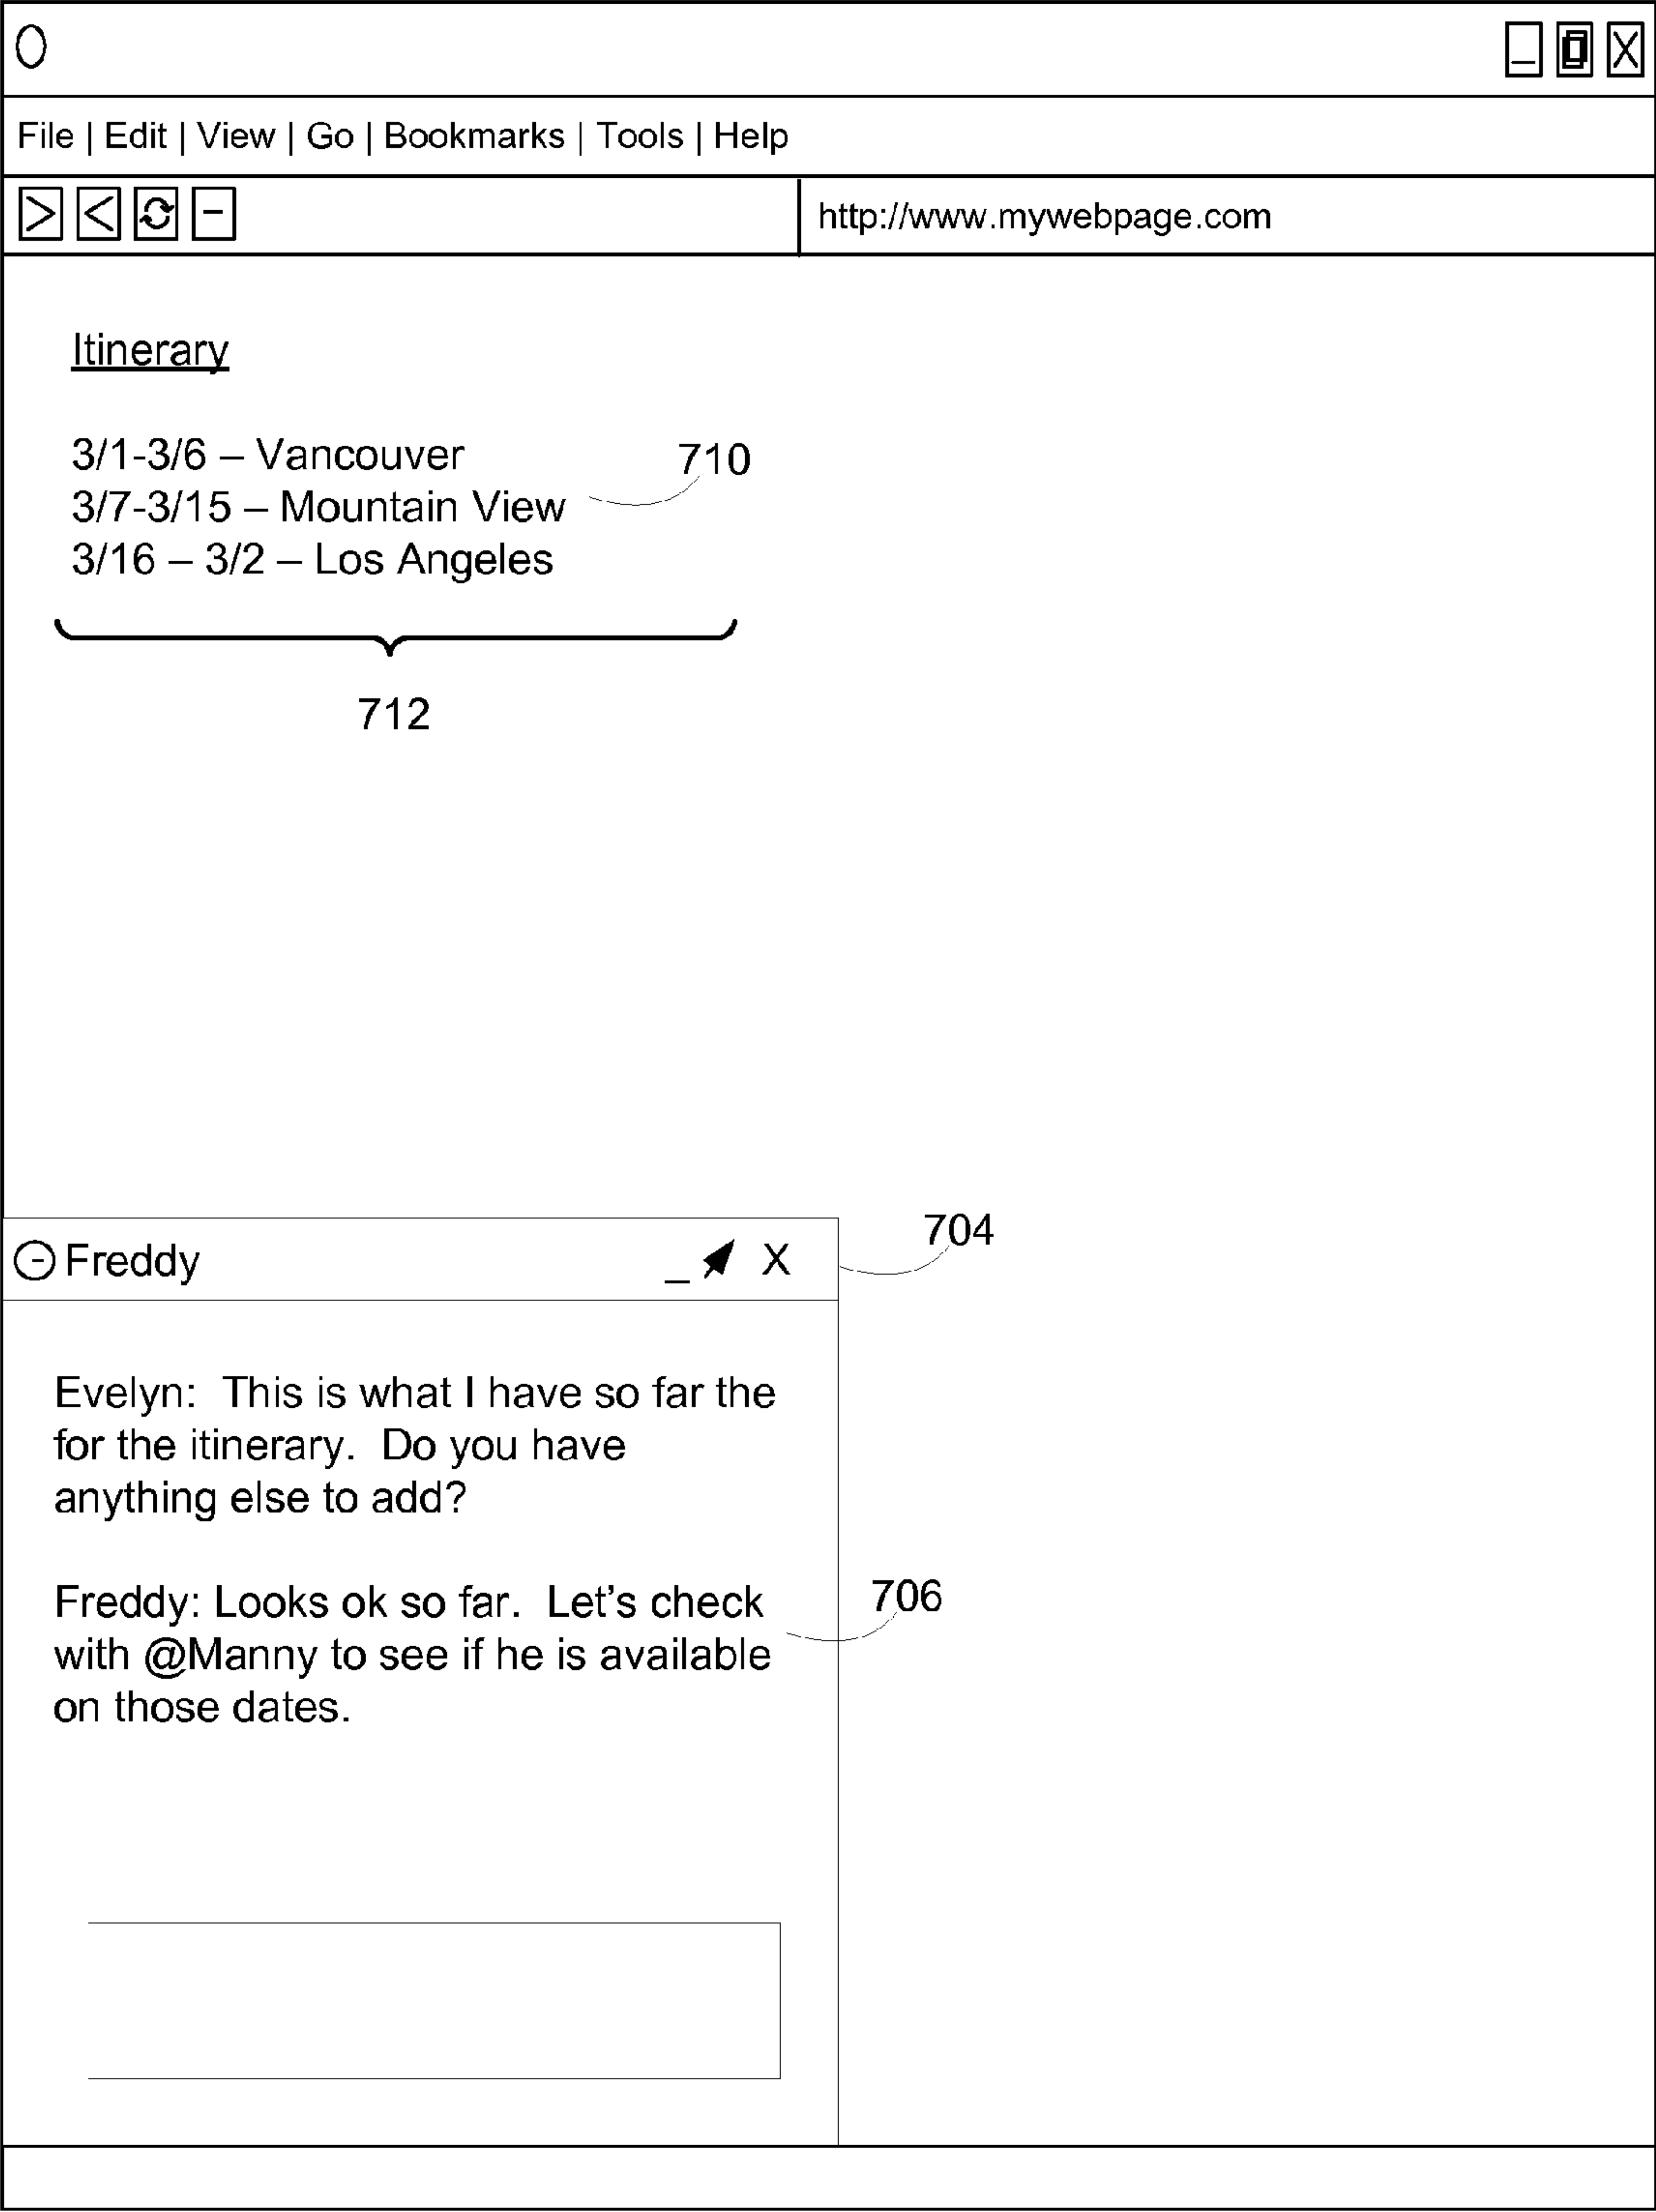 File | Edit | View | Go | Bookmarks | Tools | Help
http://www.mywebpage.com
Itinerary
3/1-3/6 – Vancouver
710
3/7-3/15 – Mountain View
3/16 – 3/2 – Los Angeles
712
704
Freddy _ X
Evelyn:  This is what I have so far the
for the itinerary.  Do you have
anything else to add?
Freddy: Looks ok so far.  Let’s check
706
with @Manny to see if he is available
on those dates.